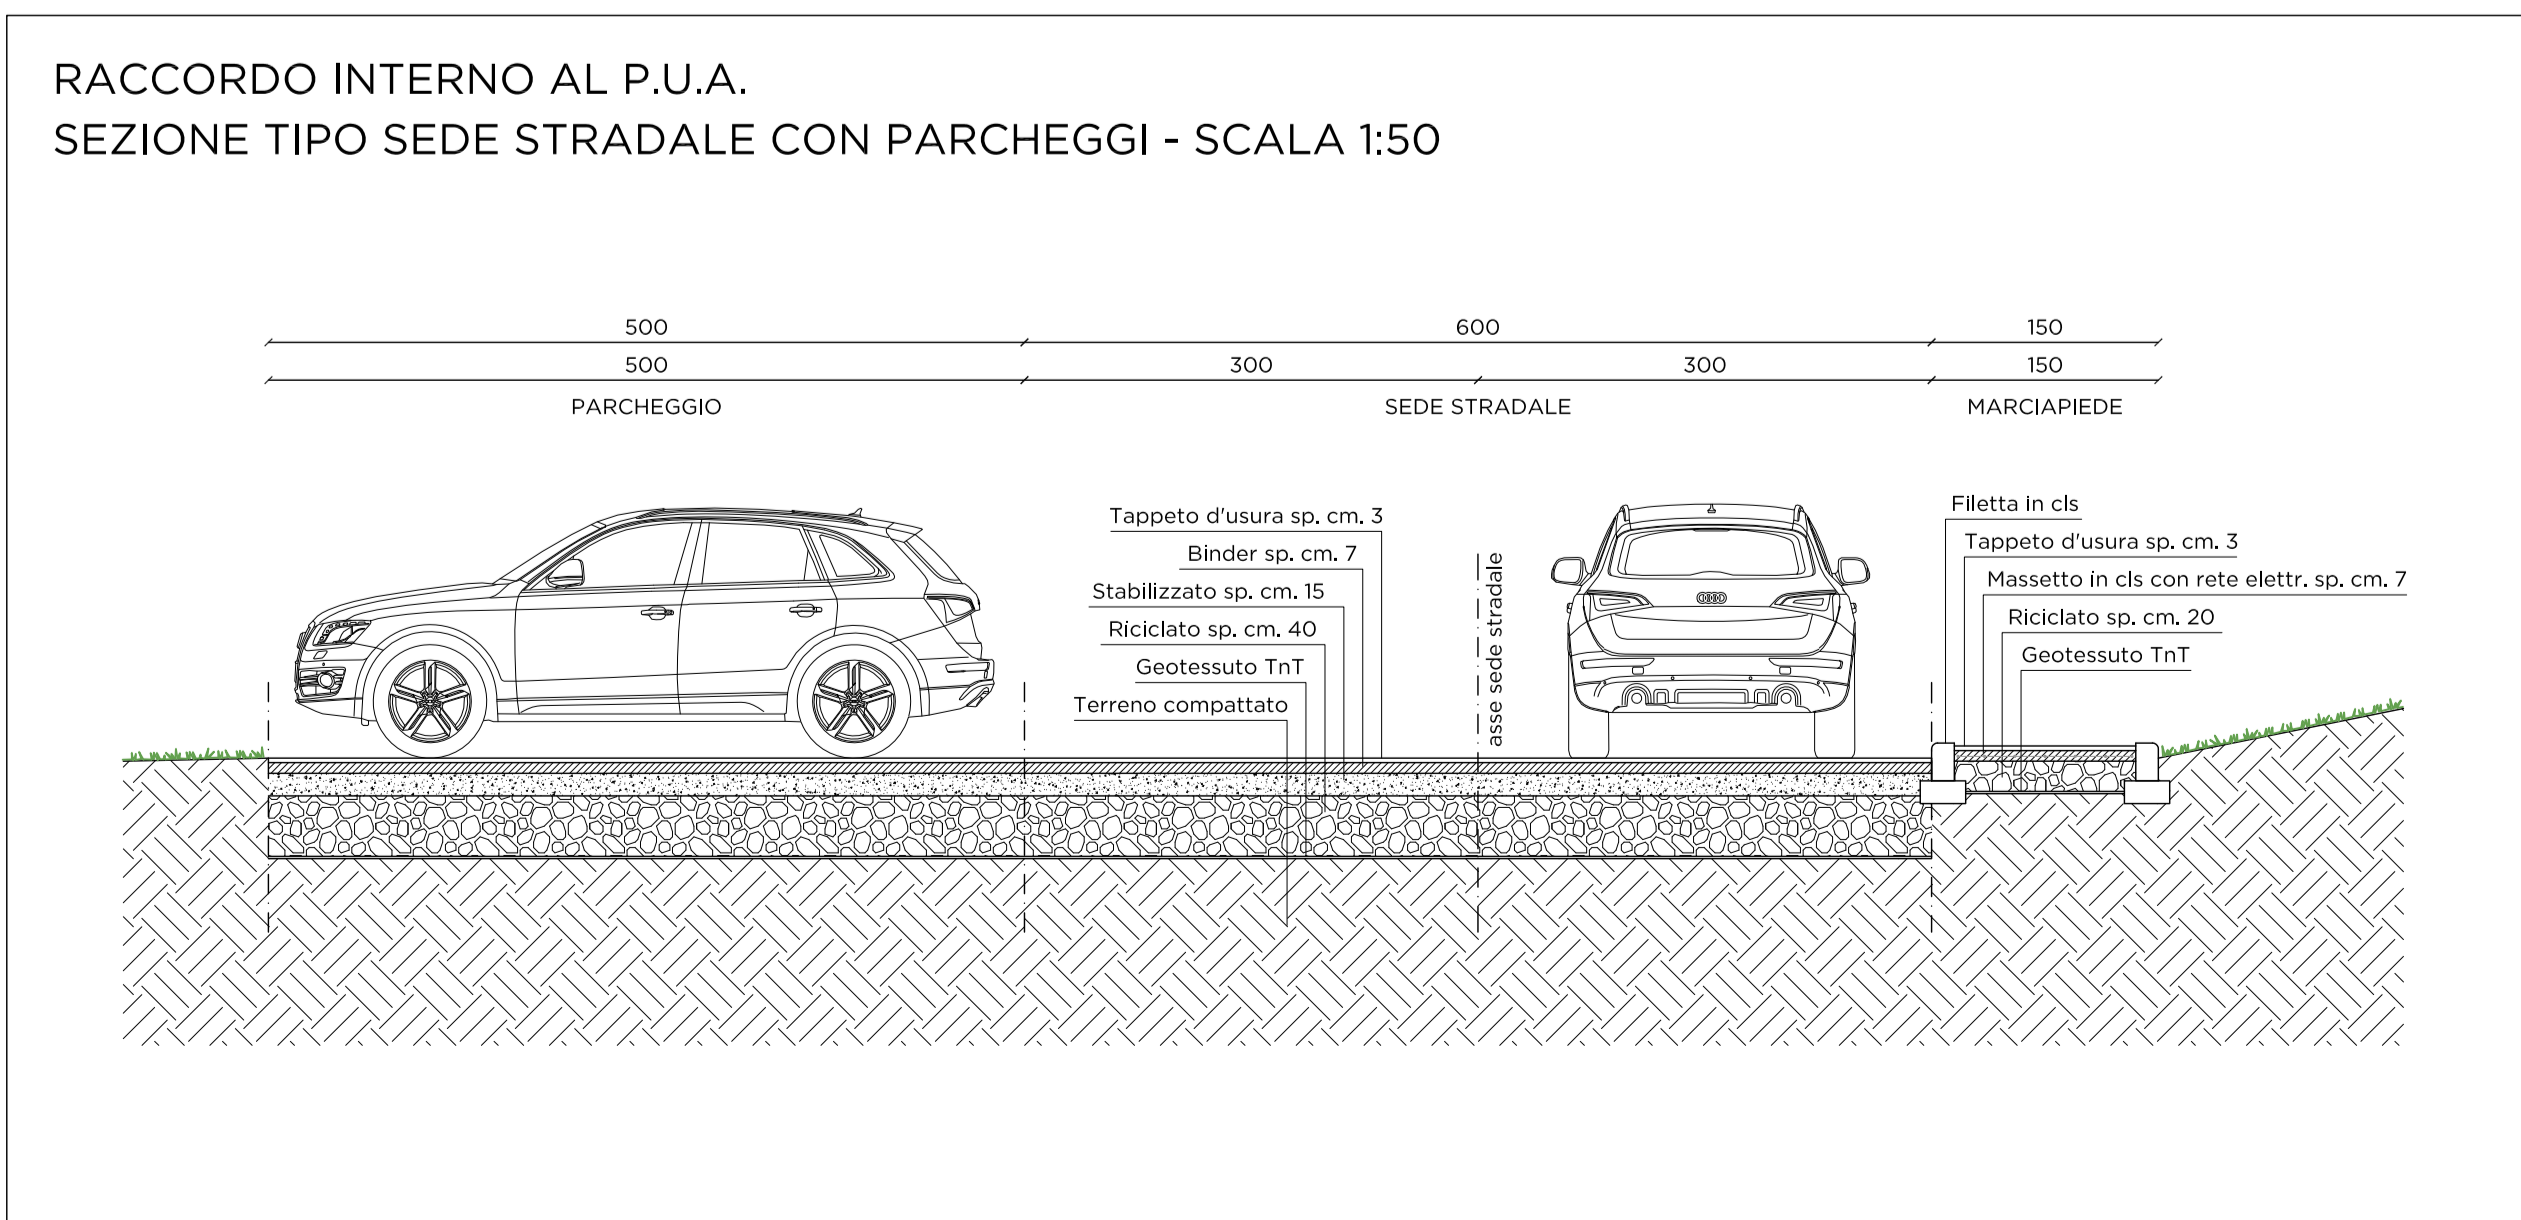 RACCORDO INTERNO AL P.U.A.
SEZIONE TIPO SEDE STRADALE CON PARCHEGGI - SCALA 1:50
500
600
150
500
300
300
150
PARCHEGGIO
SEDE STRADALE
MARCIAPIEDE
Tappeto d'usura sp. cm. 3
Binder sp. cm. 7
Stabilizzato sp. cm. 15
Riciclato sp. cm. 40
Geotessuto TnT
Terreno compattato
asse sede stradale
Filetta in cls
Tappeto d'usura sp. cm. 3
Massetto in cls con rete elettr. sp. cm. 7
Riciclato sp. cm. 20
Geotessuto TnT